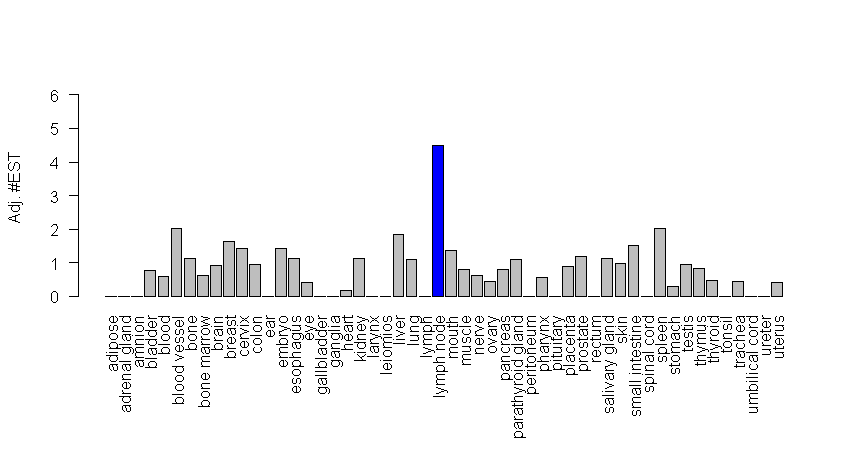 6
5
4
3
2
1
0
Adj. #EST
adipose
adrenal gland
amnion
bladder
blood
blood vessel
bone
bone marrow
brain
breast
cervix
colon
ear
embryo
esophagus
eye
gallbladder
ganglia
heart
kidney
larynx
leiomios
liver
lung
lymph
lymph node
mouth
muscle
nerve
ovary
pancreas
parathyroid gland
peritoneum
pharynx
pituitary
placenta
prostate
rectum
salivary gland
skin
small intestine
spinal cord
spleen
stomach
testis
thymus
thyroid
tonsil
trachea
umbilical cord
ureter
uterus